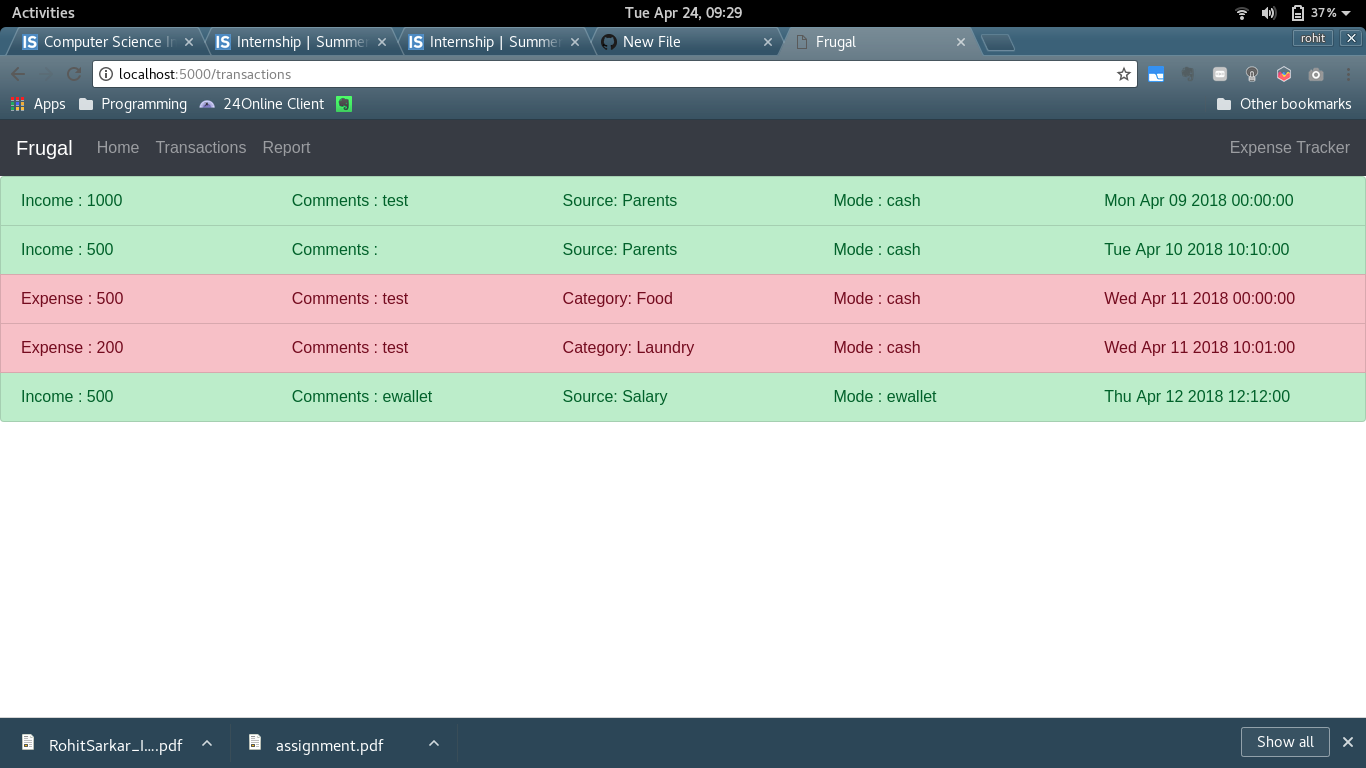 Activities Tue Apr 24, 09:29 37%
Computer Science In Internship | Summe Internship | Summe New File Frugal rohit
localhost:5000/transactions
Apps Programming 24Online Client Other bookmarks
Frugal Home Transactions Report Expense Tracker
Income : 1000 Comments : test Source: Parents Mode : cash Mon Apr 09 2018 00:00:00
Income : 500 Comments : Source: Parents Mode : cash Tue Apr 10 2018 10:10:00
Expense : 500 Comments : test Category: Food Mode : cash Wed Apr 11 2018 00:00:00
Expense : 200 Comments : test Category: Laundry Mode : cash Wed Apr 11 2018 10:01:00
Income : 500 Comments : ewallet Source: Salary Mode : ewallet Thu Apr 12 2018 12:12:00
RohitSarkar_I....pdf assignment.pdf Show all